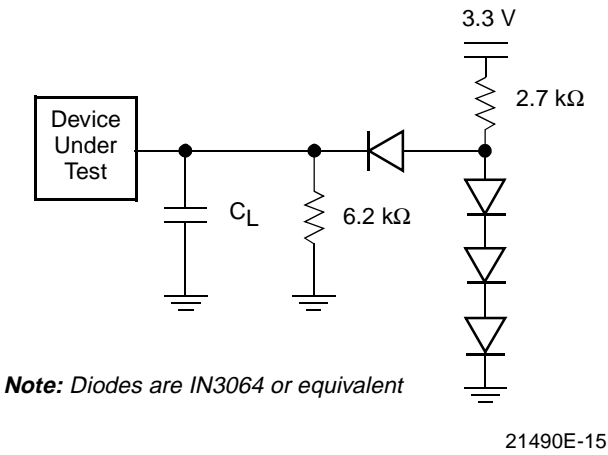 3.3 V
2.7 kΩ
Device
Under
Test
CL
6.2 kΩ
Note: Diodes are IN3064 or equivalent
21490E-15